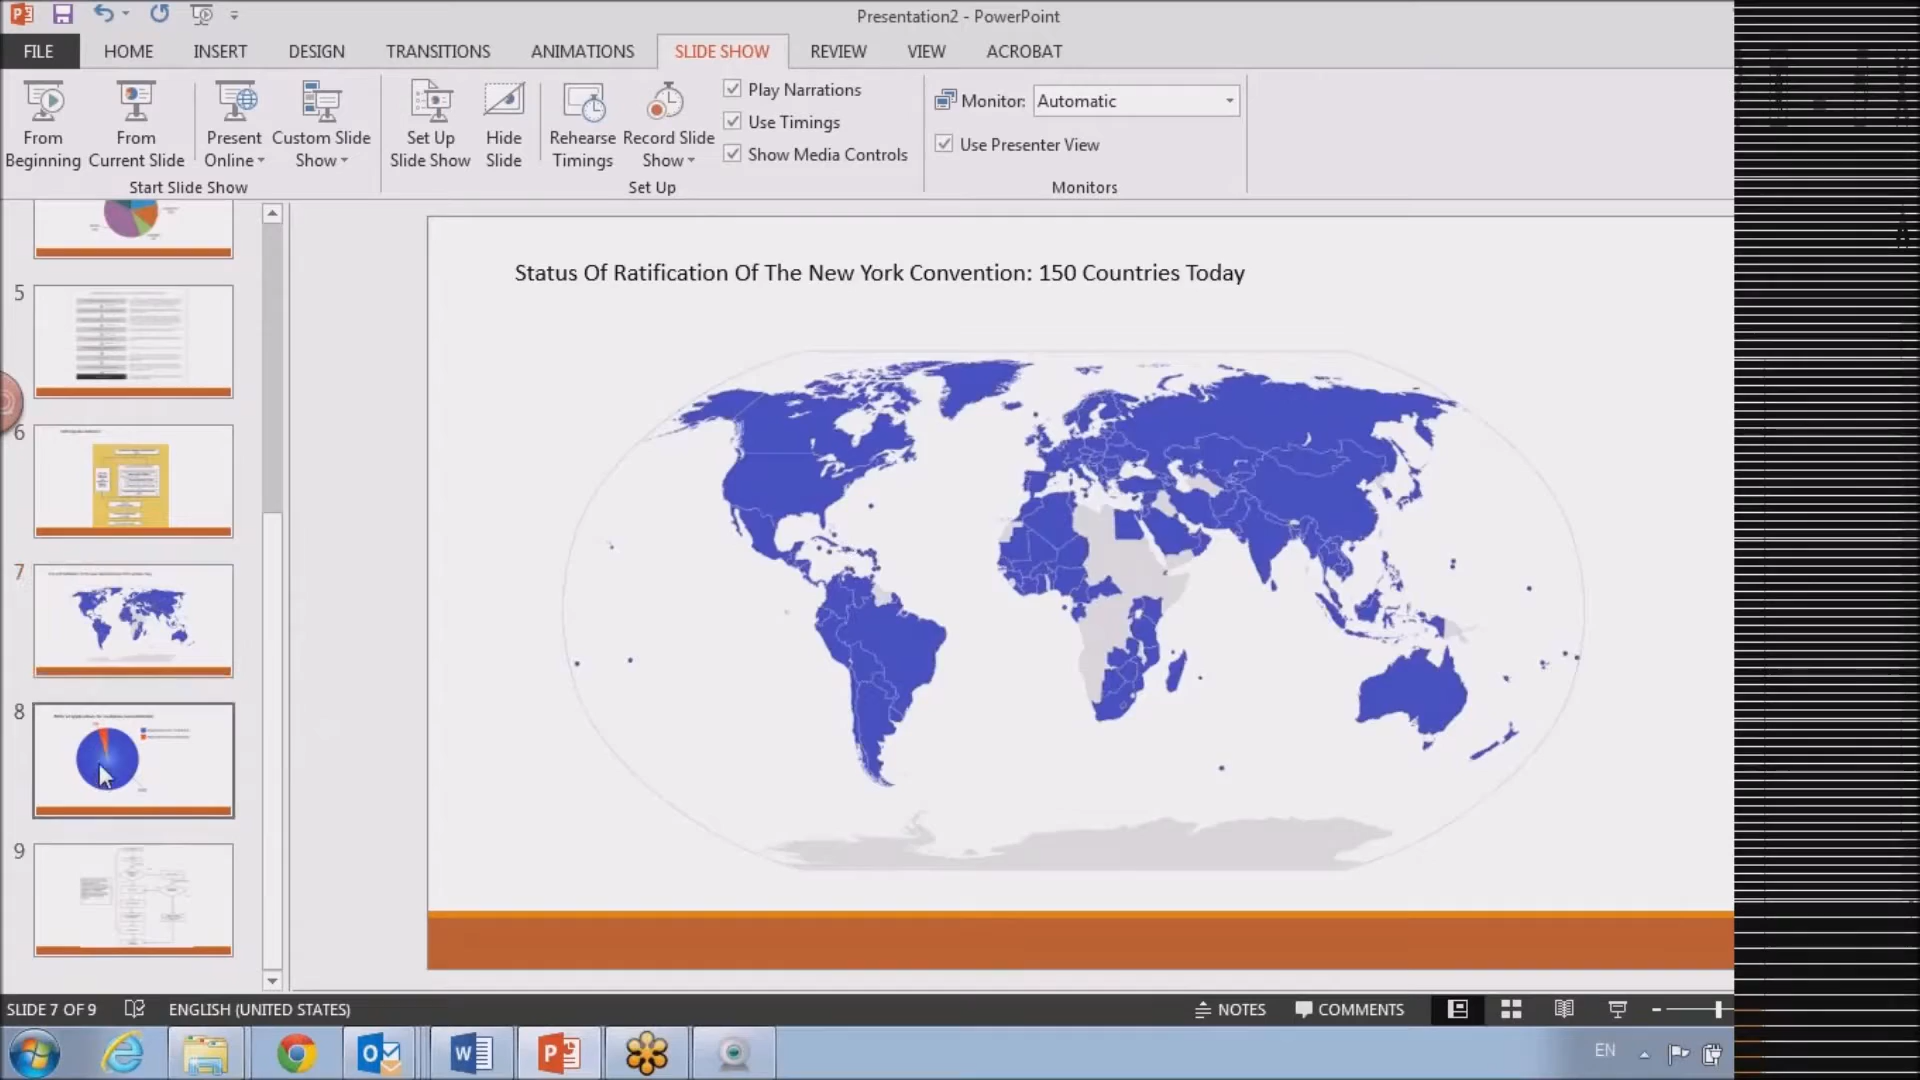 Presentation2 - PowerPoint
FILE
HOME
INSERT
DESIGN
TRANSITIONS
ANIMATIONS
SLIDE SHOW
REVIEW
VIEW
ACROBAT
From
Beginning
From
Current Slide
Present
Online
Custom Slide
Show
Set Up
Slide Show
Hide
Slide
Rehearse
Timings
Record Slide
Show
Play Narrations
Use Timings
Show Media Controls
Monitor:
Automatic
Use Presenter View
Start Slide Show
Set Up
Monitors
5
6
7
8
9
Status Of Ratification Of The New York Convention: 150 Countries Today
SLIDE 7 OF 9
ENGLISH (UNITED STATES)
NOTES
COMMENTS
EN